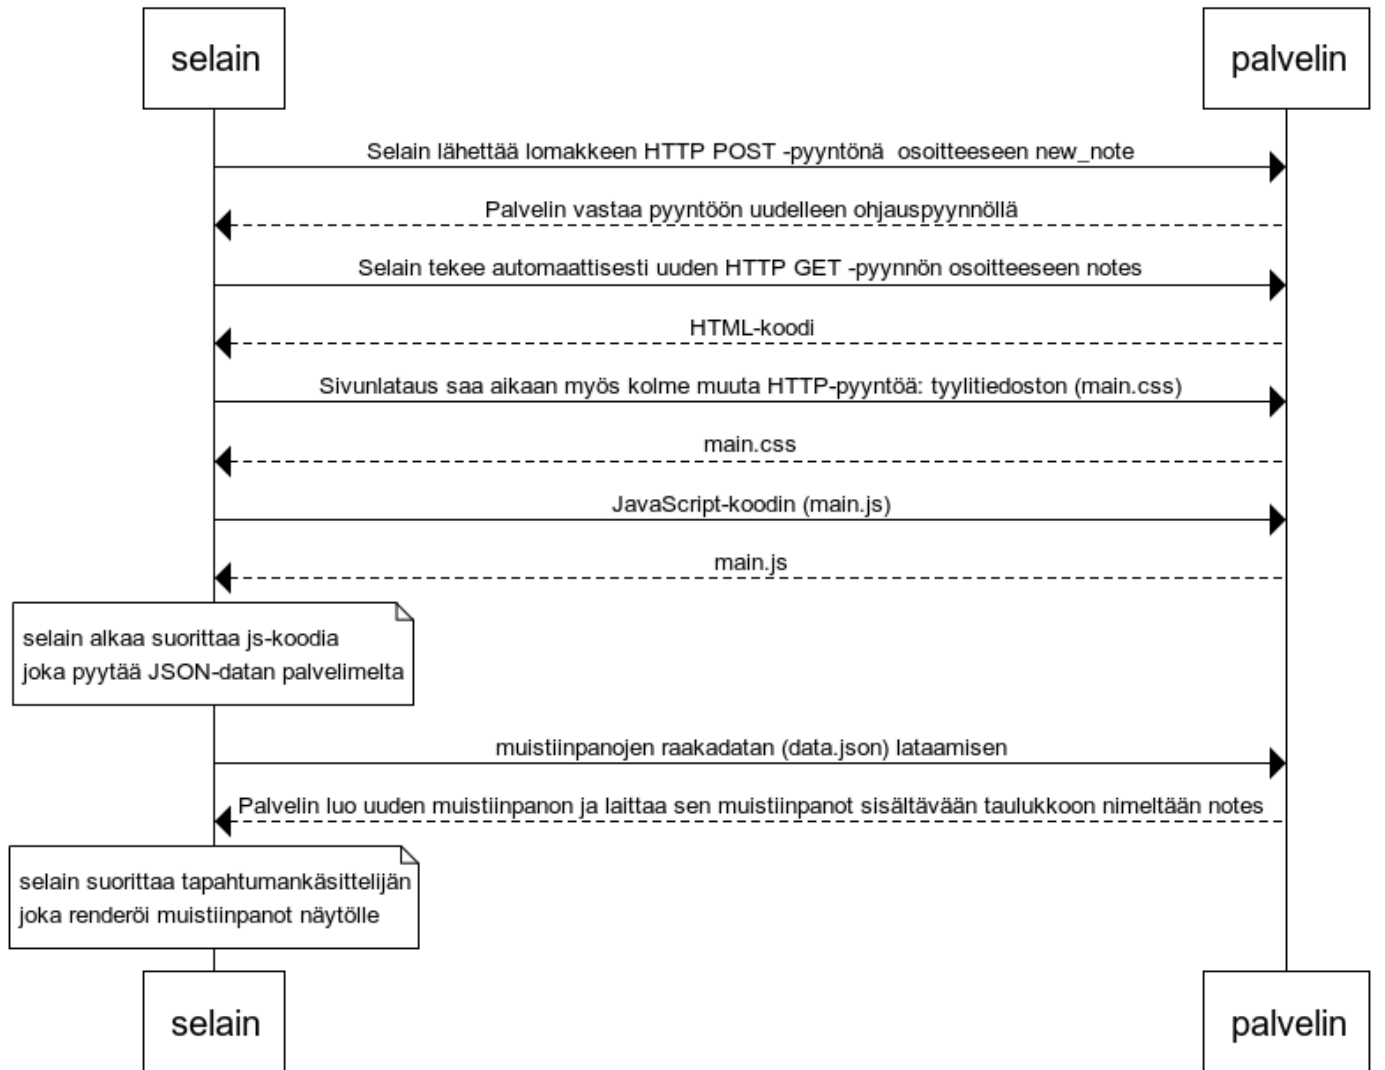 selain
palvelin
Selain lähettää lomakkeen HTTP POST -pyyntönä  osoitteeseen new_note
Palvelin vastaa pyyntöön uudelleen ohjauspyynnöllä
Selain tekee automaattisesti uuden HTTP GET -pyynnön osoitteeseen notes
HTML-koodi
Sivunlataus saa aikaan myös kolme muuta HTTP-pyyntöä: tyylitiedoston (main.css)
main.css
JavaScript-koodin (main.js)
main.js
selain alkaa suorittaa js-koodia
joka pyytää JSON-datan palvelimelta
muistiinpanojen raakadatan (data.json) lataamisen
Palvelin luo uuden muistiinpanon ja laittaa sen muistiinpanot sisältävään taulukkoon nimeltään notes
selain suorittaa tapahtumankäsittelijän
joka renderöi muistiinpanot näytölle
selain
palvelin